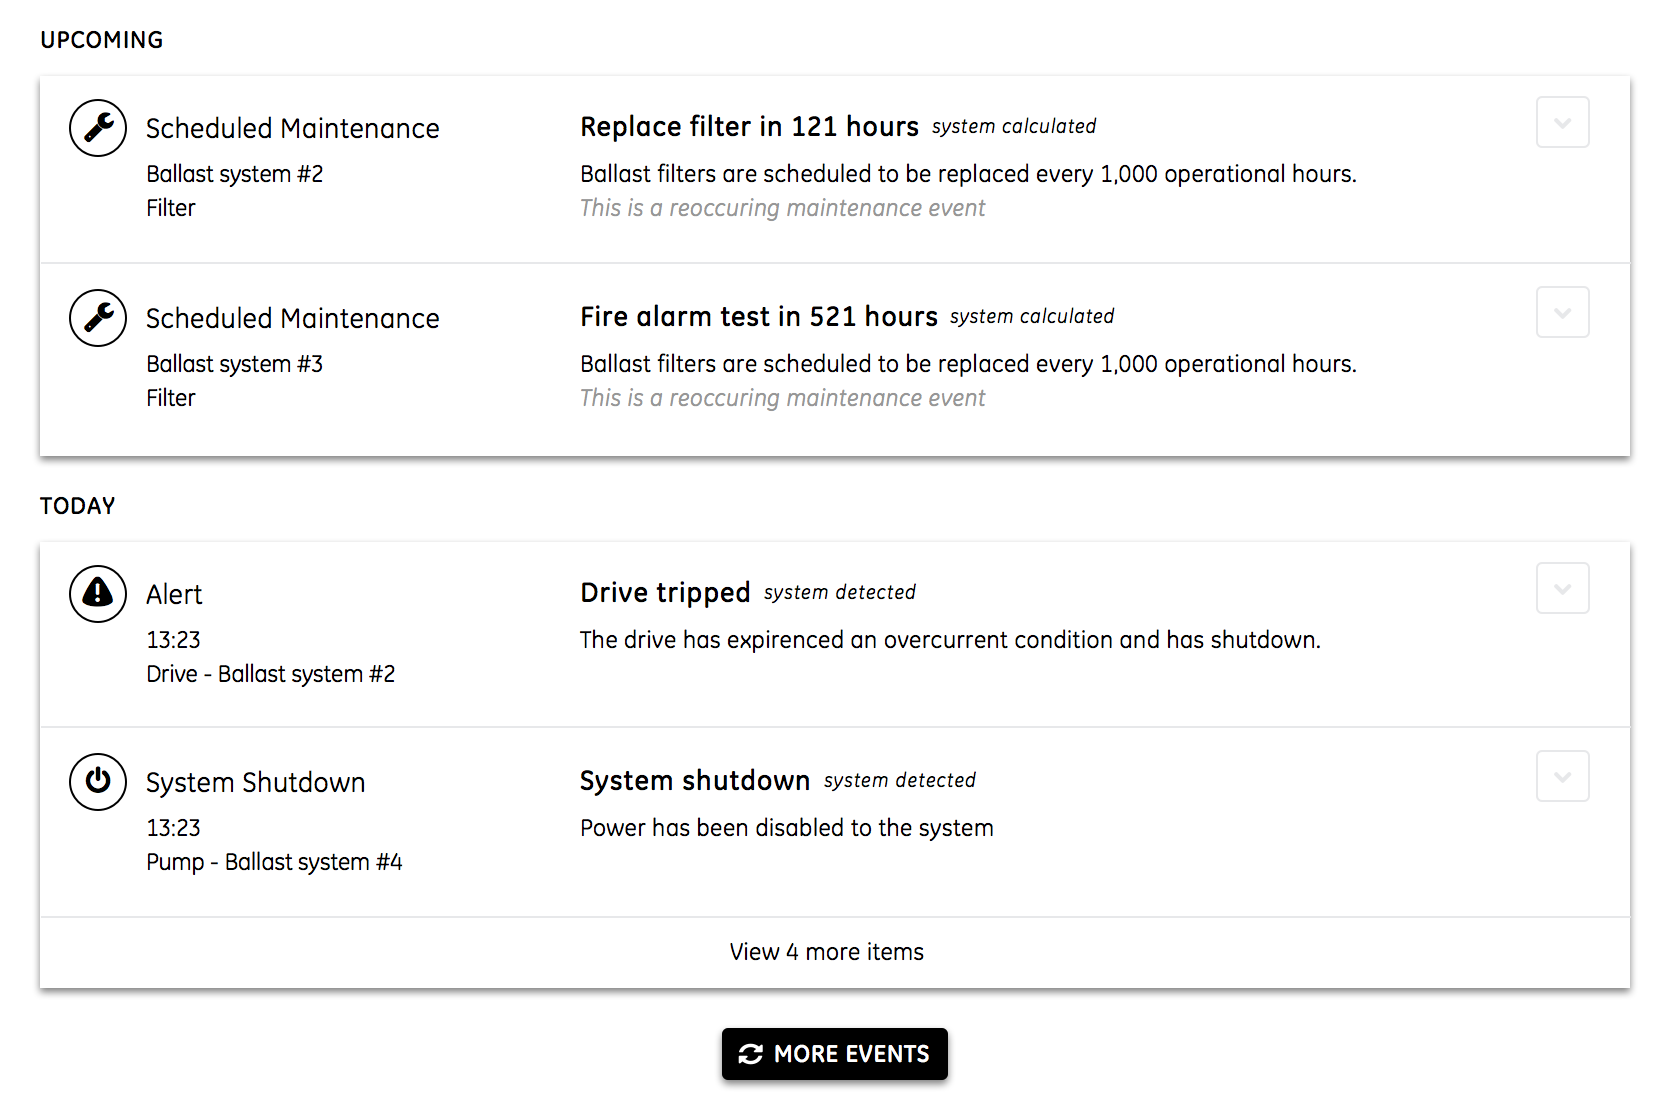 UPCOMING
Scheduled Maintenance
Ballast system #2
Filter
Replace filter in 121 hours system calculated
Ballast filters are scheduled to be replaced every 1,000 operational hours.
This is a reoccuring maintenance event
Scheduled Maintenance
Ballast system #3
Filter
Fire alarm test in 521 hours system calculated
Ballast filters are scheduled to be replaced every 1,000 operational hours.
This is a reoccuring maintenance event
TODAY
Alert
13:23
Drive - Ballast system #2
Drive tripped system detected
The drive has expirenced an overcurrent condition and has shutdown.
System Shutdown
13:23
Pump - Ballast system #4
System shutdown system detected
Power has been disabled to the system
View 4 more items
MORE EVENTS